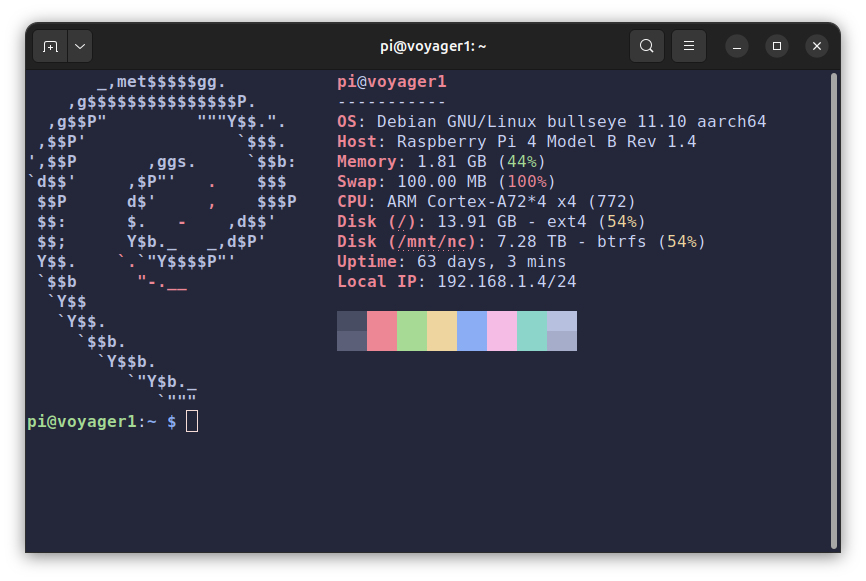 pi@voyager1: ~
       _,met$$$$$gg.           pi@voyager1
    ,g$$$$$$$$$$$$$$$P.        -----------
  ,g$$P"         """Y$$.".     OS: Debian GNU/Linux bullseye 11.10 aarch64
 ,$$P'               `$$$.     Host: Raspberry Pi 4 Model B Rev 1.4
',$$P       ,ggs.     `$$b:    Memory: 1.81 GB (44%)
`d$$'     ,$P"'   .    $$$     Swap: 100.00 MB (100%)
 $$P      d$'     ,    $$$P    CPU: ARM Cortex-A72*4 x4 (772)
 $$:      $.   -    ,d$$'      Disk (/): 13.91 GB - ext4 (54%)
 $$;      Y$b._   _,d$P'       Disk (/mnt/nc): 7.28 TB - btrfs (54%)
 Y$$.    `.`"Y$$$$P"'          Uptime: 63 days, 3 mins
 `$$b      "-.__               Local IP: 192.168.1.4/24
  `Y$$
   `Y$$.
     `$$b.
       `Y$$b.
          `"Y$b._
             `"""
pi@voyager1:~ $